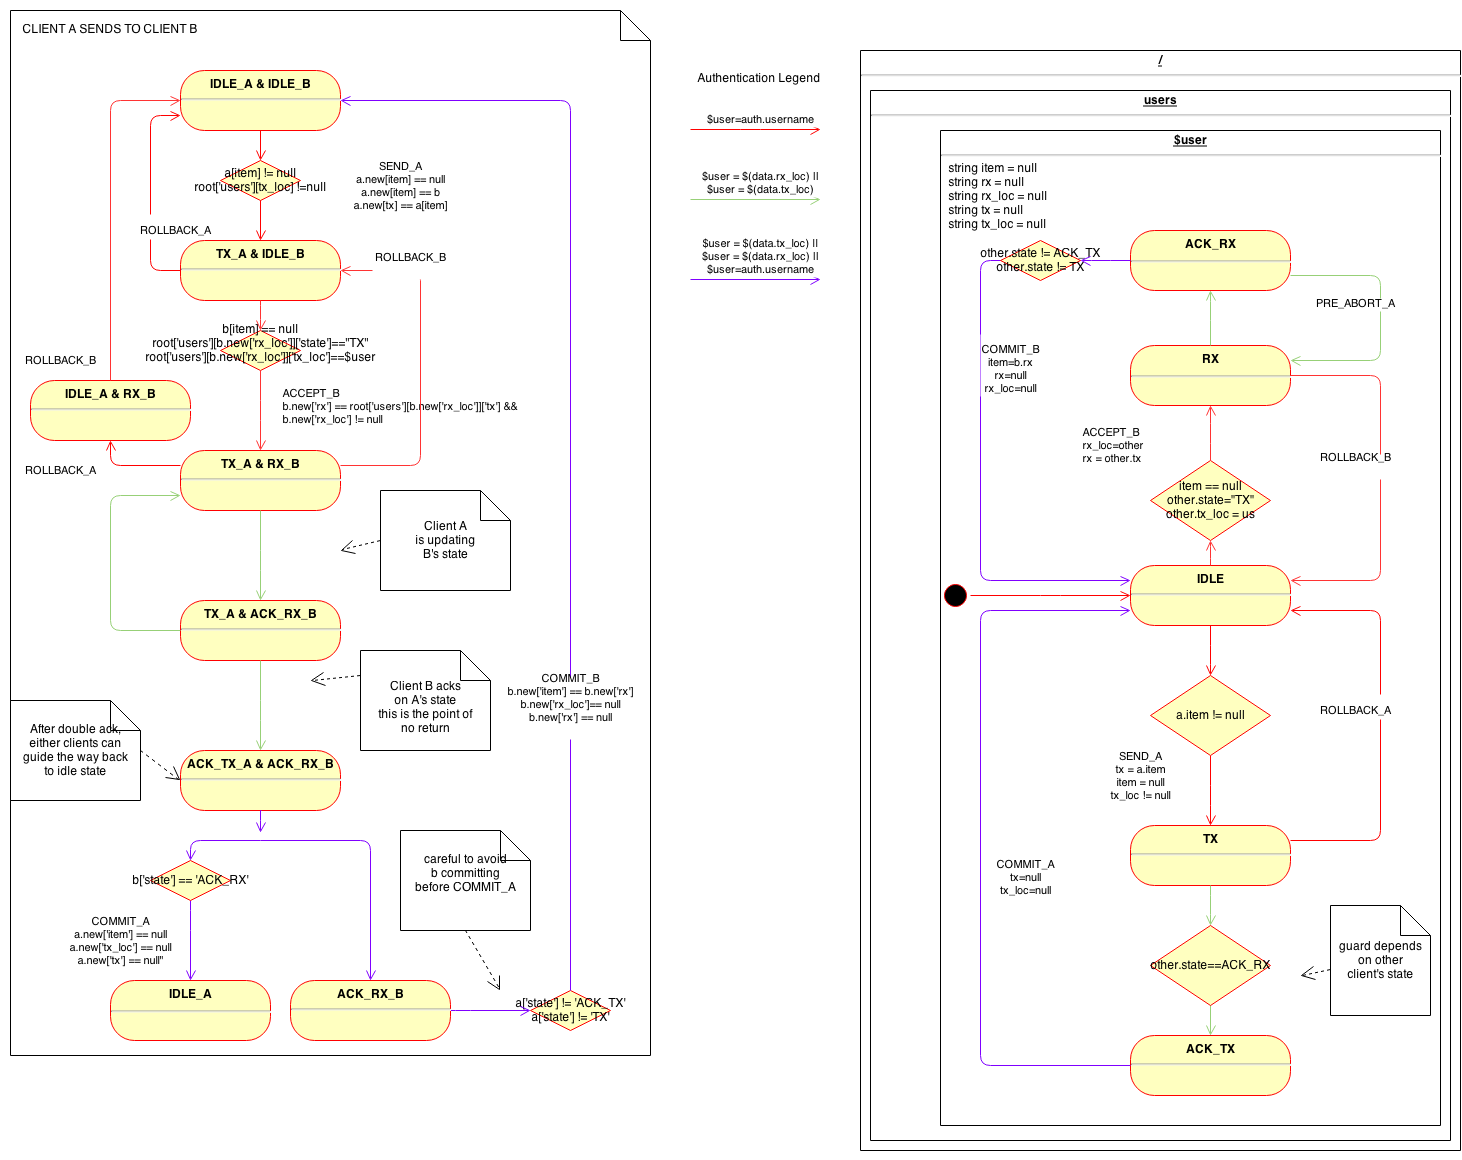 CLIENT A SENDS TO CLIENT B
IDLE_A & IDLE_B
a[item] != null
root['users'][tx_loc] !=null
SEND_A
a.new[item] == null
a.new[item] == b
a.new[tx] == a[item]
ROLLBACK_A
TX_A & IDLE_B
ROLLBACK_B
b[item] == null
root['users'][b.new['rx_loc']]['state']=="TX"
root['users'][b.new['rx_loc']]['tx_loc']==$user
ROLLBACK_B
IDLE_A & RX_B
ACCEPT_B
b.new['rx'] == root['users'][b.new['rx_loc']]['tx'] &&
b.new['rx_loc'] != null
ROLLBACK_A
TX_A & RX_B
Client A
is updating
B's state
TX_A & ACK_RX_B
Client B acks
on A's state
this is the point of
no return
COMMIT_B
b.new['item'] == b.new['rx']
b.new['rx_loc']== null
b.new['rx'] == null
After double ack,
either clients can
guide the way back
to idle state
ACK_TX_A & ACK_RX_B
b['state'] == 'ACK_RX'
careful to avoid
b committing
before COMMIT_A
COMMIT_A
a.new['item'] == null
a.new['tx_loc'] == null
a.new['tx'] == null"
IDLE_A
ACK_RX_B
a['state'] != 'ACK_TX'
a['state'] != 'TX'
Authentication Legend
$user=auth.username
$user = $(data.rx_loc) ||
$user = $(data.tx_loc)
$user = $(data.tx_loc) ||
$user = $(data.rx_loc) ||
$user=auth.username
/
users
$user
string item = null
string rx = null
string rx_loc = null
string tx = null
string tx_loc = null
other.state != ACK_TX
other.state != TX
ACK_RX
PRE_ABORT_A
COMMIT_B
item=b.rx
rx=null
rx_loc=null
RX
ACCEPT_B
rx_loc=other
rx = other.tx
ROLLBACK_B
item == null
other.state="TX"
other.tx_loc = us
IDLE
a.item != null
ROLLBACK_A
SEND_A
tx = a.item
item = null
tx_loc != null
TX
COMMIT_A
tx=null
tx_loc=null
other.state==ACK_RX
guard depends
on other
client's state
ACK_TX